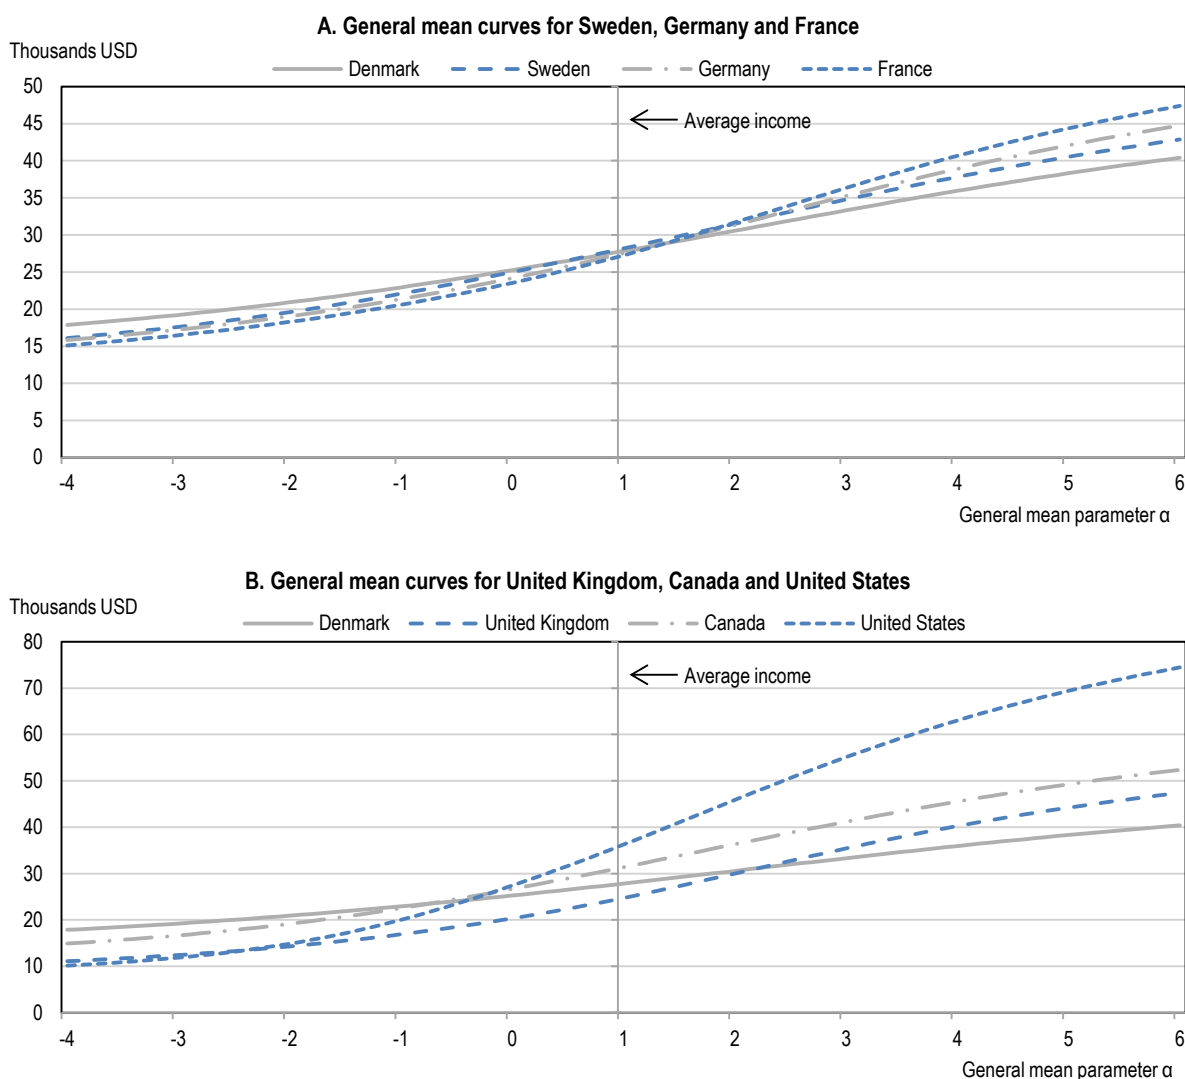 A. General mean curves for Sweden, Germany and France
Thousands USD
Denmark Sweden Germany France
50
Average income
45
40
35
30
25
20
15
10
5
0
-4 -3 -2 -1 0 1 2 3 4 5 6
General mean parameter α
B. General mean curves for United Kingdom, Canada and United States
Thousands USD
Denmark United Kingdom Canada United States
80
Average income
70
60
50
40
30
20
10
0
-4 -3 -2 -1 0 1 2 3 4 5 6
General mean parameter α